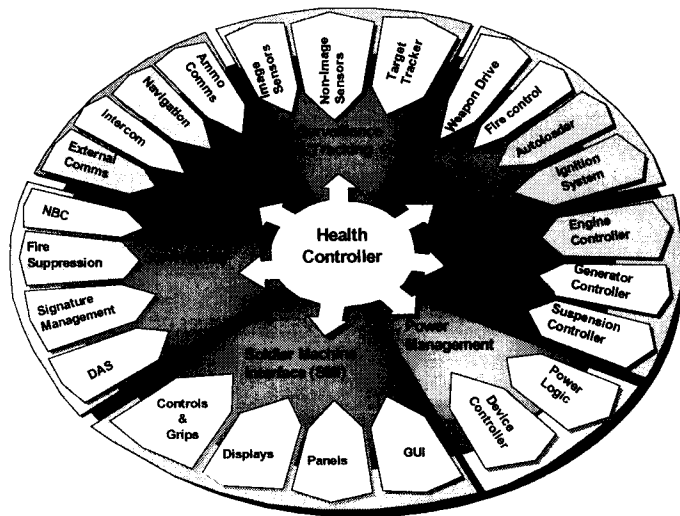 Ammo
Comms
Navigation
Intercom
External
Comms
NBC
Fire
Suppression
Signature
Management
DAS
Controls
&
Grips
Displays
Panels
GUI
Device
Controller
Power
Logic
Suspension
Controller
Generator
Controller
Engine
Controller
Ignition
System
Autoloader
Fire control
Weapon Drive
Target
Tracker
Non-Image
Sensors
Image
Sensors
Surveillance
Tracking
Health
Controller
Power
Management
Soldier Machine
Interface (SMI)